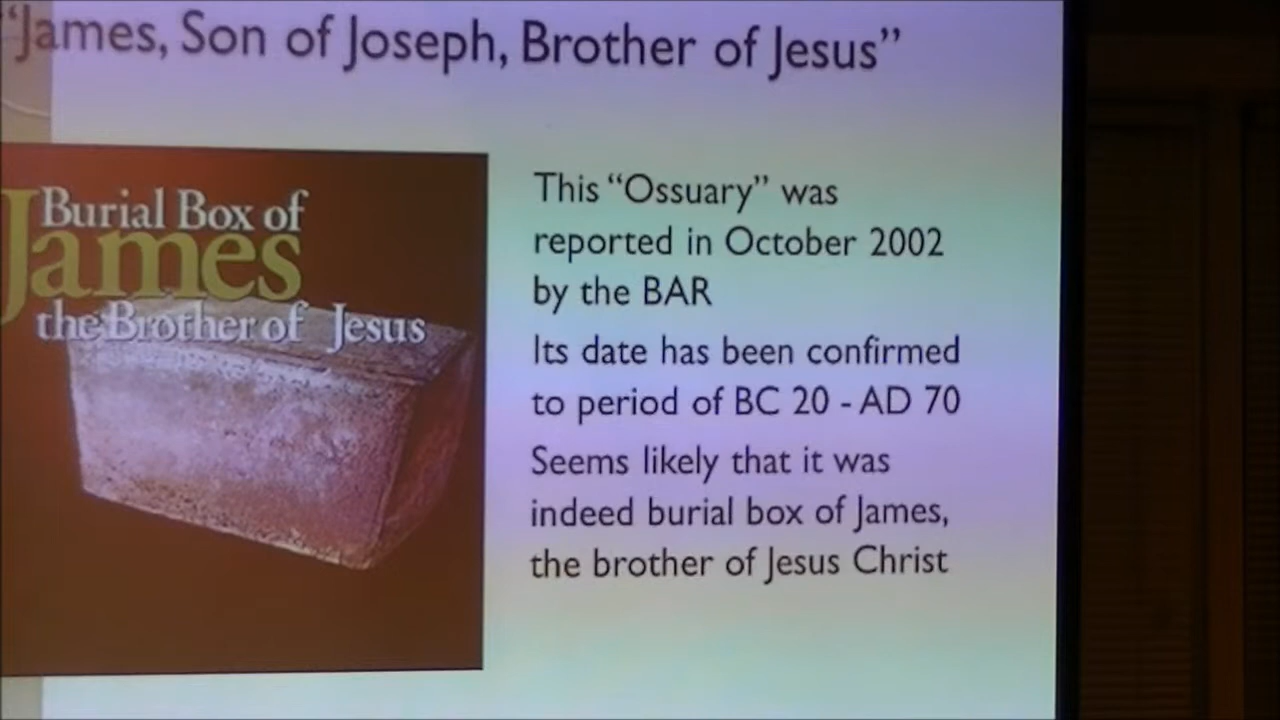 "James, Son of Joseph, Brother of Jesus"
Burial Box of
James
the Brother of Jesus
This "Ossuary" was
reported in October 2002
by the BAR
Its date has been confirmed
to period of BC 20 - AD 70
Seems likely that it was
indeed burial box of James,
the brother of Jesus Christ